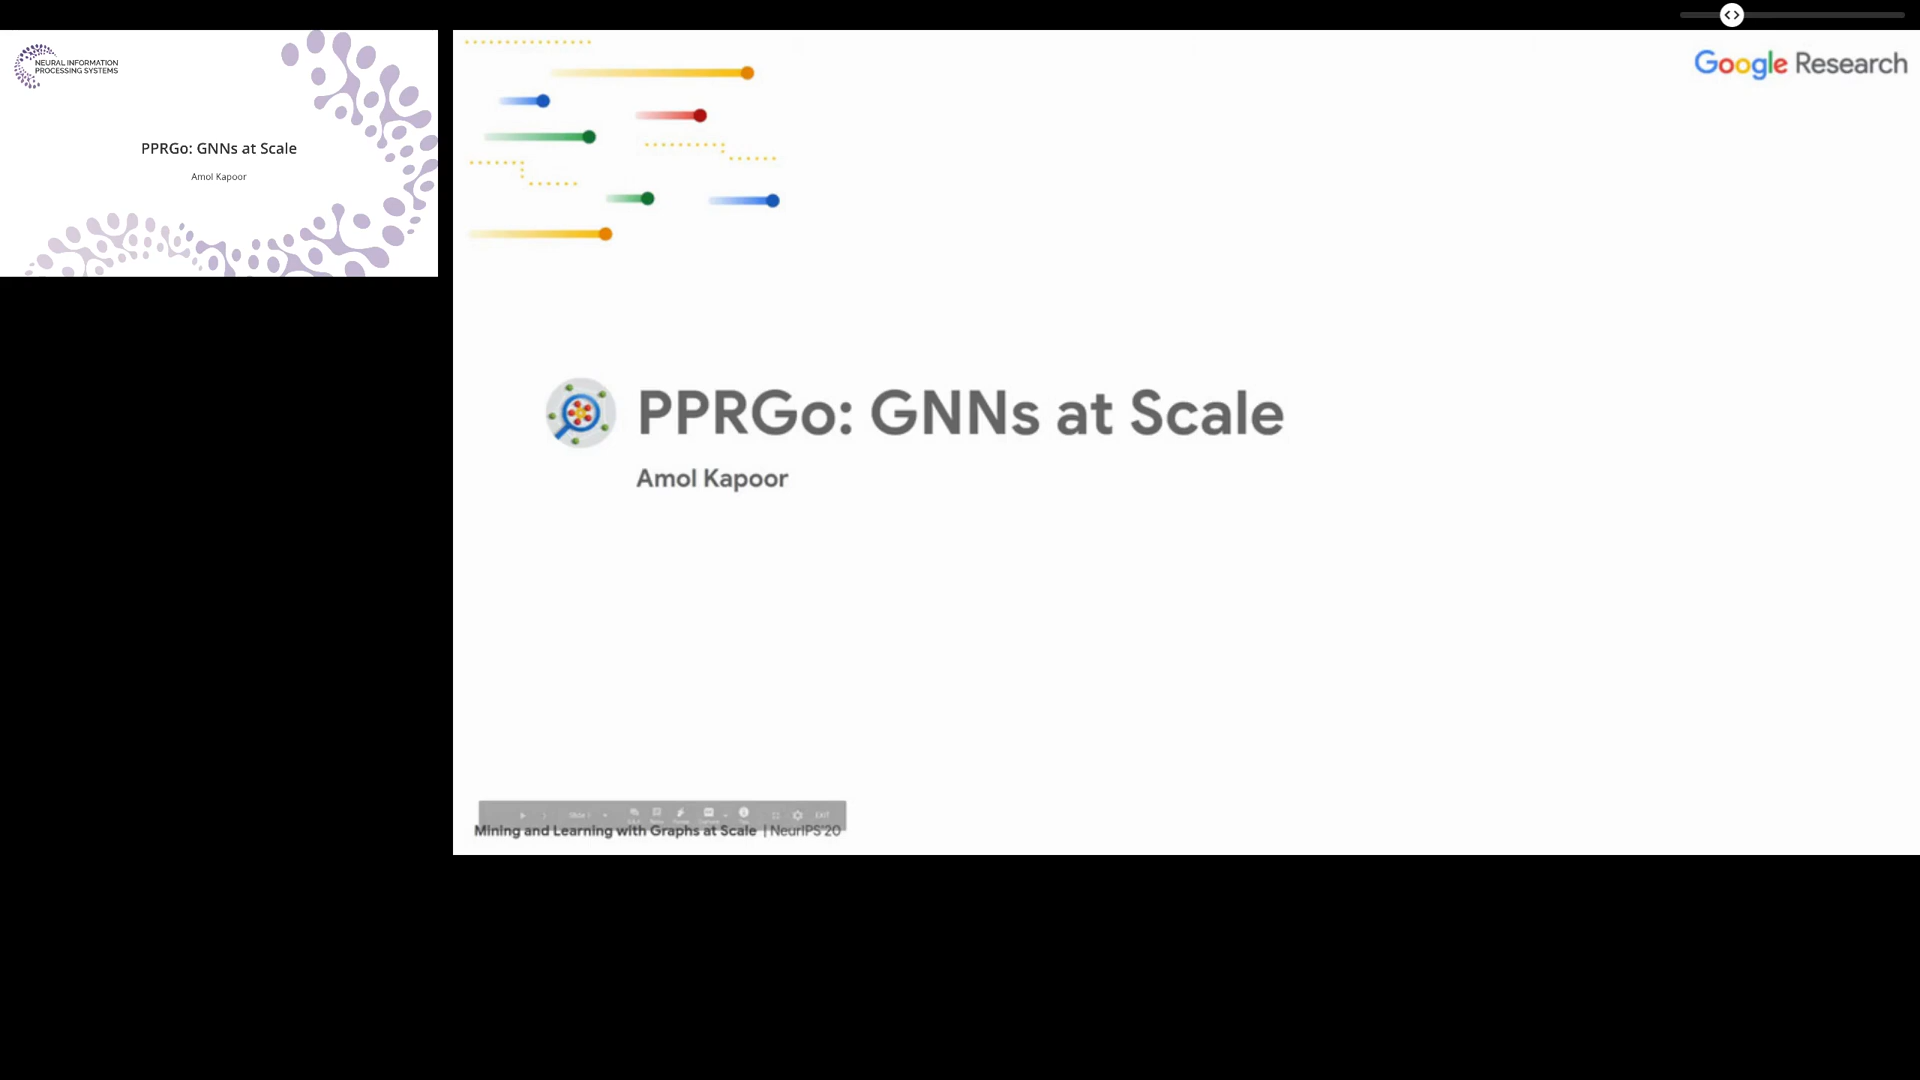 NEURAL INFORMATION
PROCESSING SYSTEMS
PPRGo: GNNs at Scale
Amol Kapoor
Google Research
PPRGo: GNNs at Scale
Amol Kapoor
EXIT
Mining and Learning with Graphs at Scale | NeurIPS'20